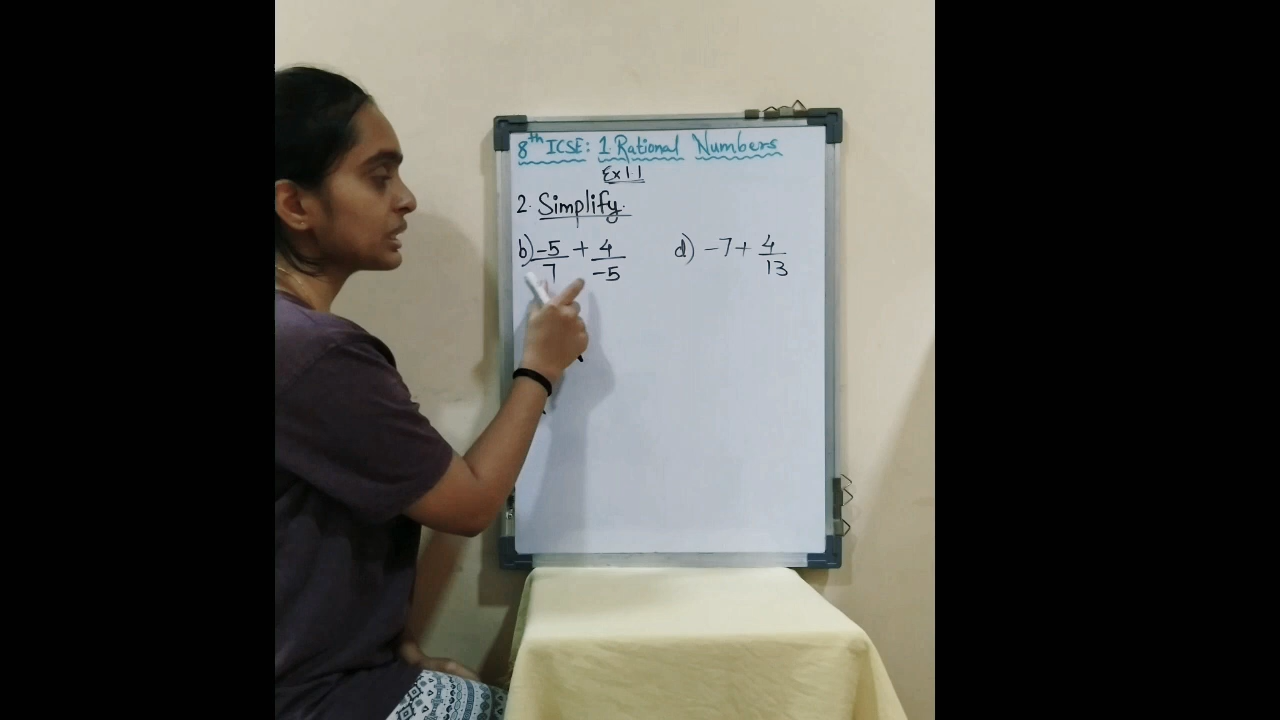 8th ICSE: 1. Rational Numbers
Ex 1.1
2. Simplify.
b) -5/7 + 4/-5 d) -7 + 4/13